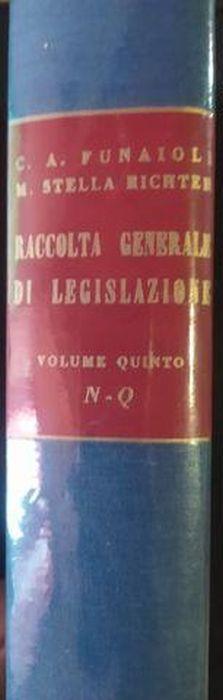 C. A. FUNAIOLI
M. STELLA RICHTER
RACCOLTA GENERALE
DI LEGISLAZIONE
VOLUME QUINTO
N-Q